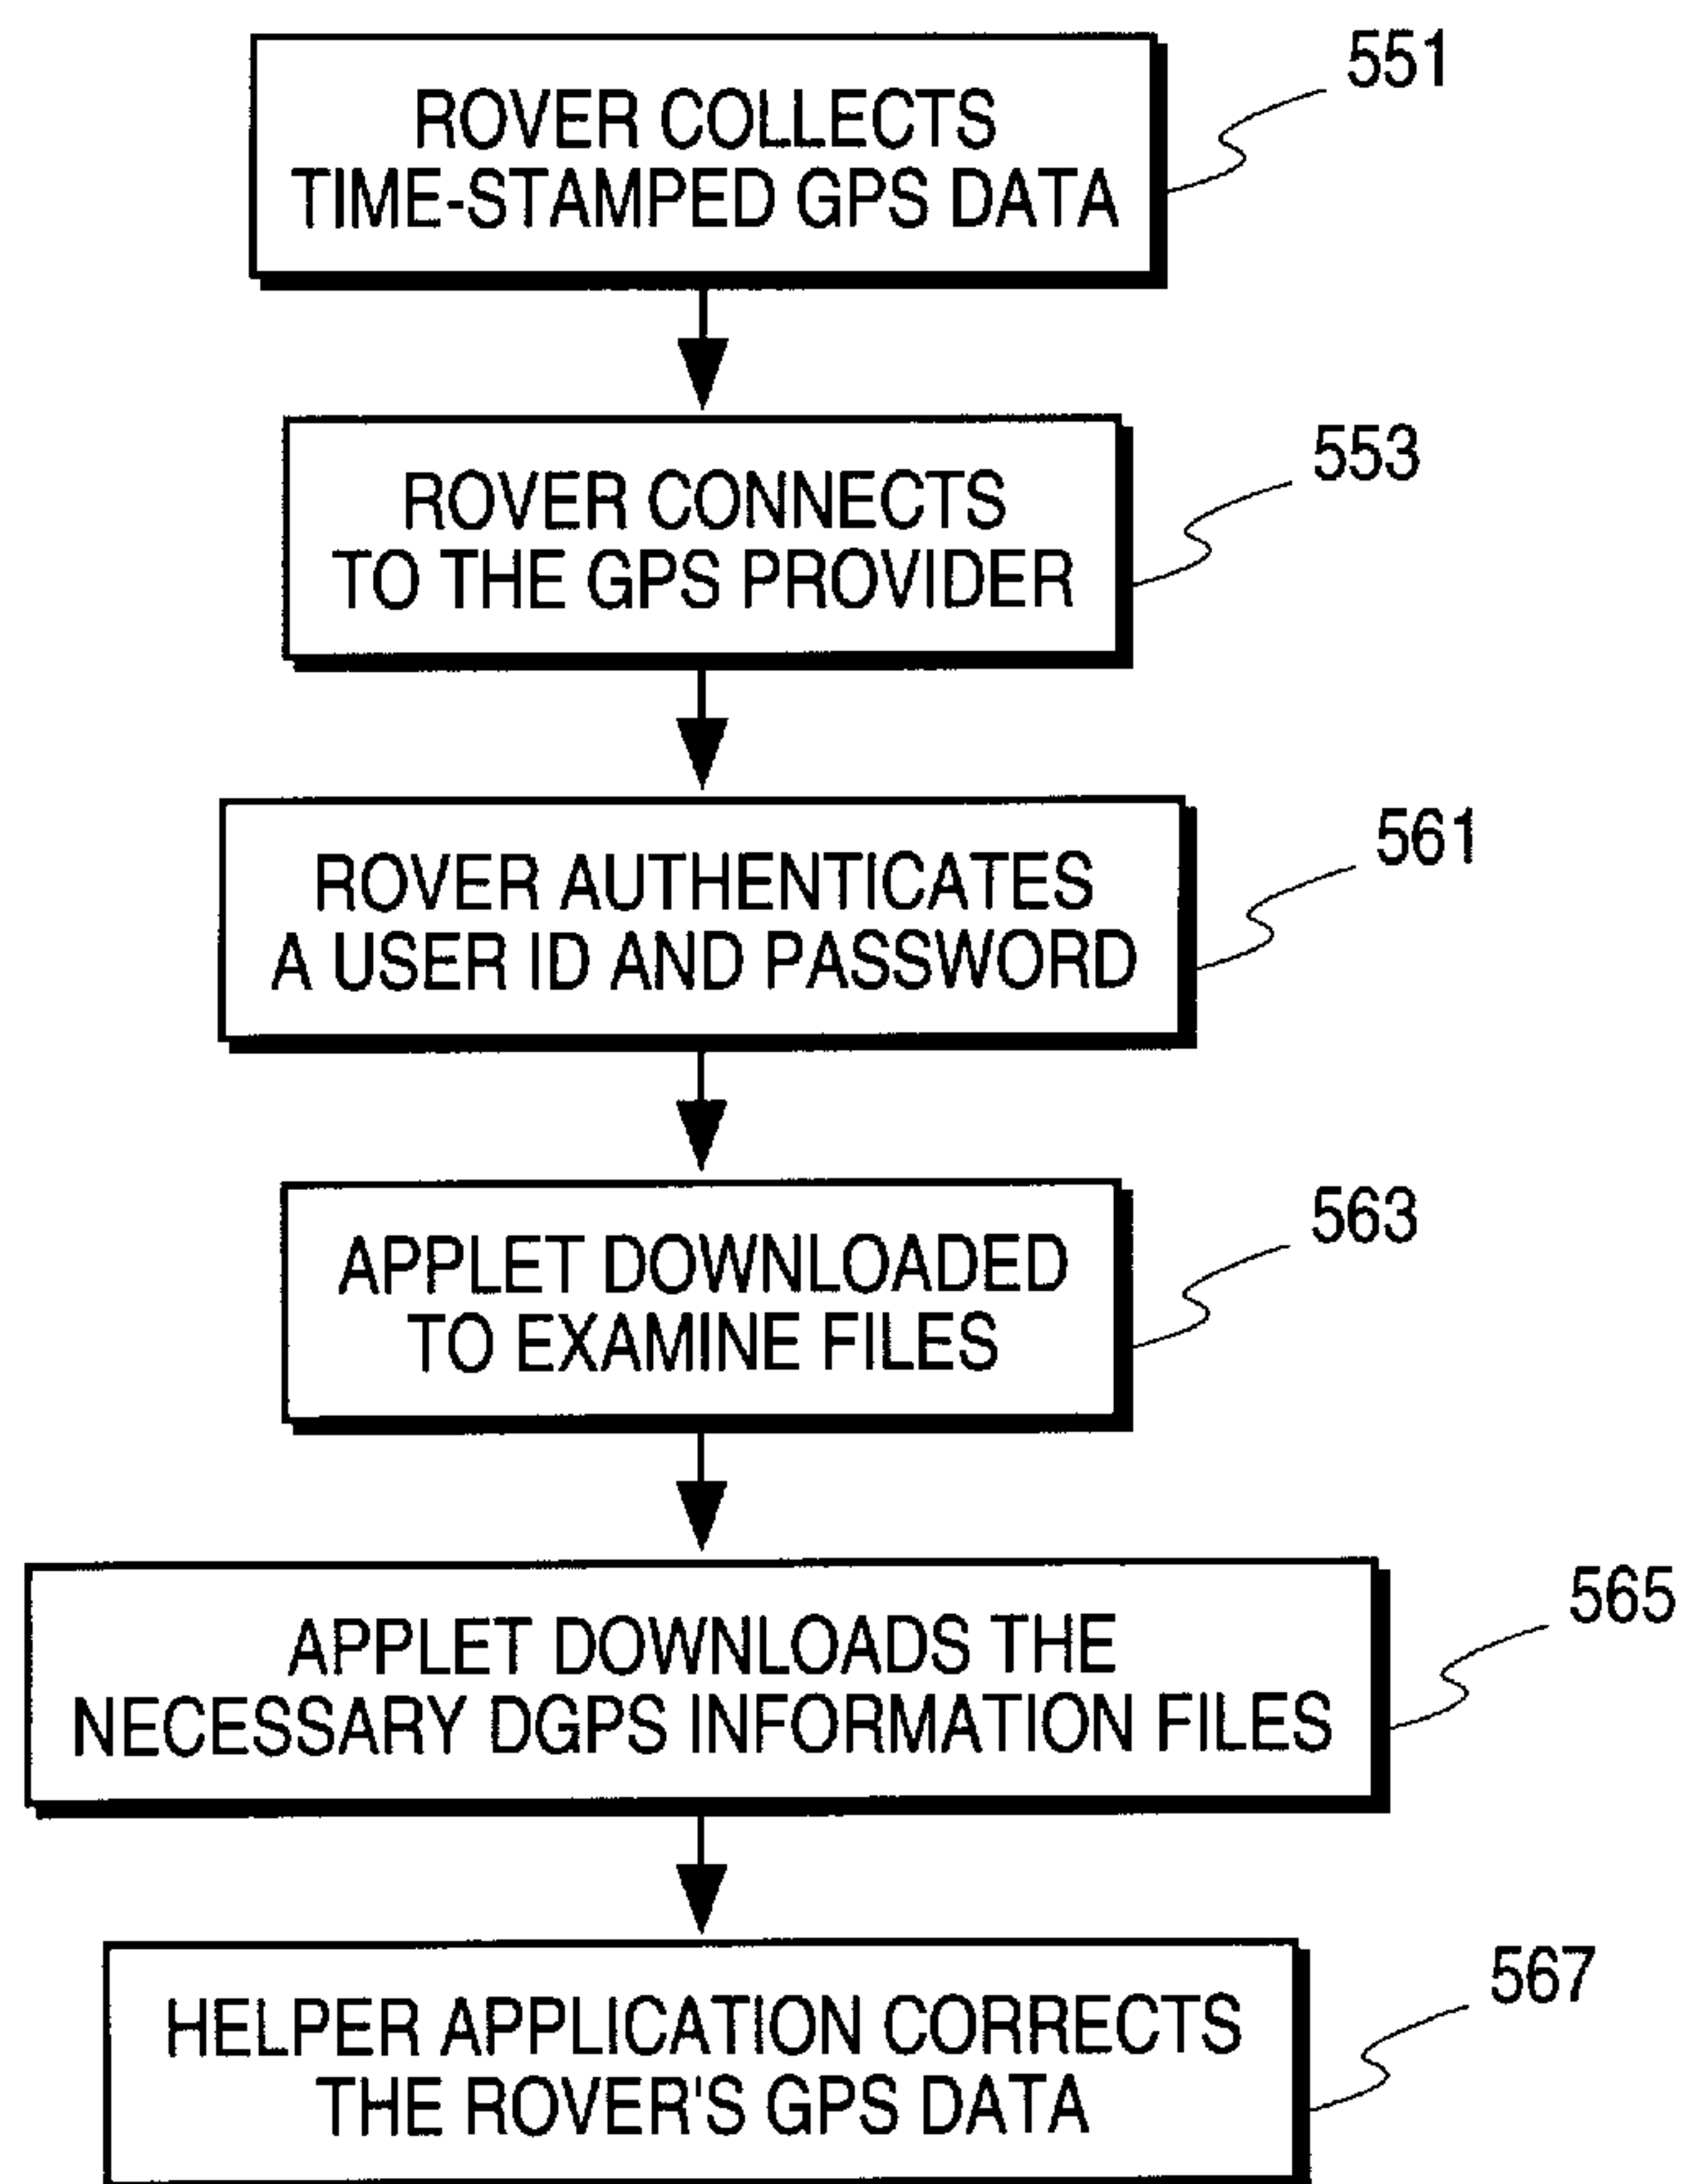 551
ROVER COLLECTS
TIME-STAMPED GPS DATA
553
ROVER CONNECTS
TO THE GPS PROVIDER
561
ROVER AUTHENTICATES
A USER ID AND PASSWORD
563
APPLET DOWNLOADED
TO EXAMINE FILES
565
APPLET DOWNLOADS THE
NECESSARY DGPS INFORMATION FILES
567
HELPER APPLICATION CORRECTS
THE ROVER'S GPS DATA